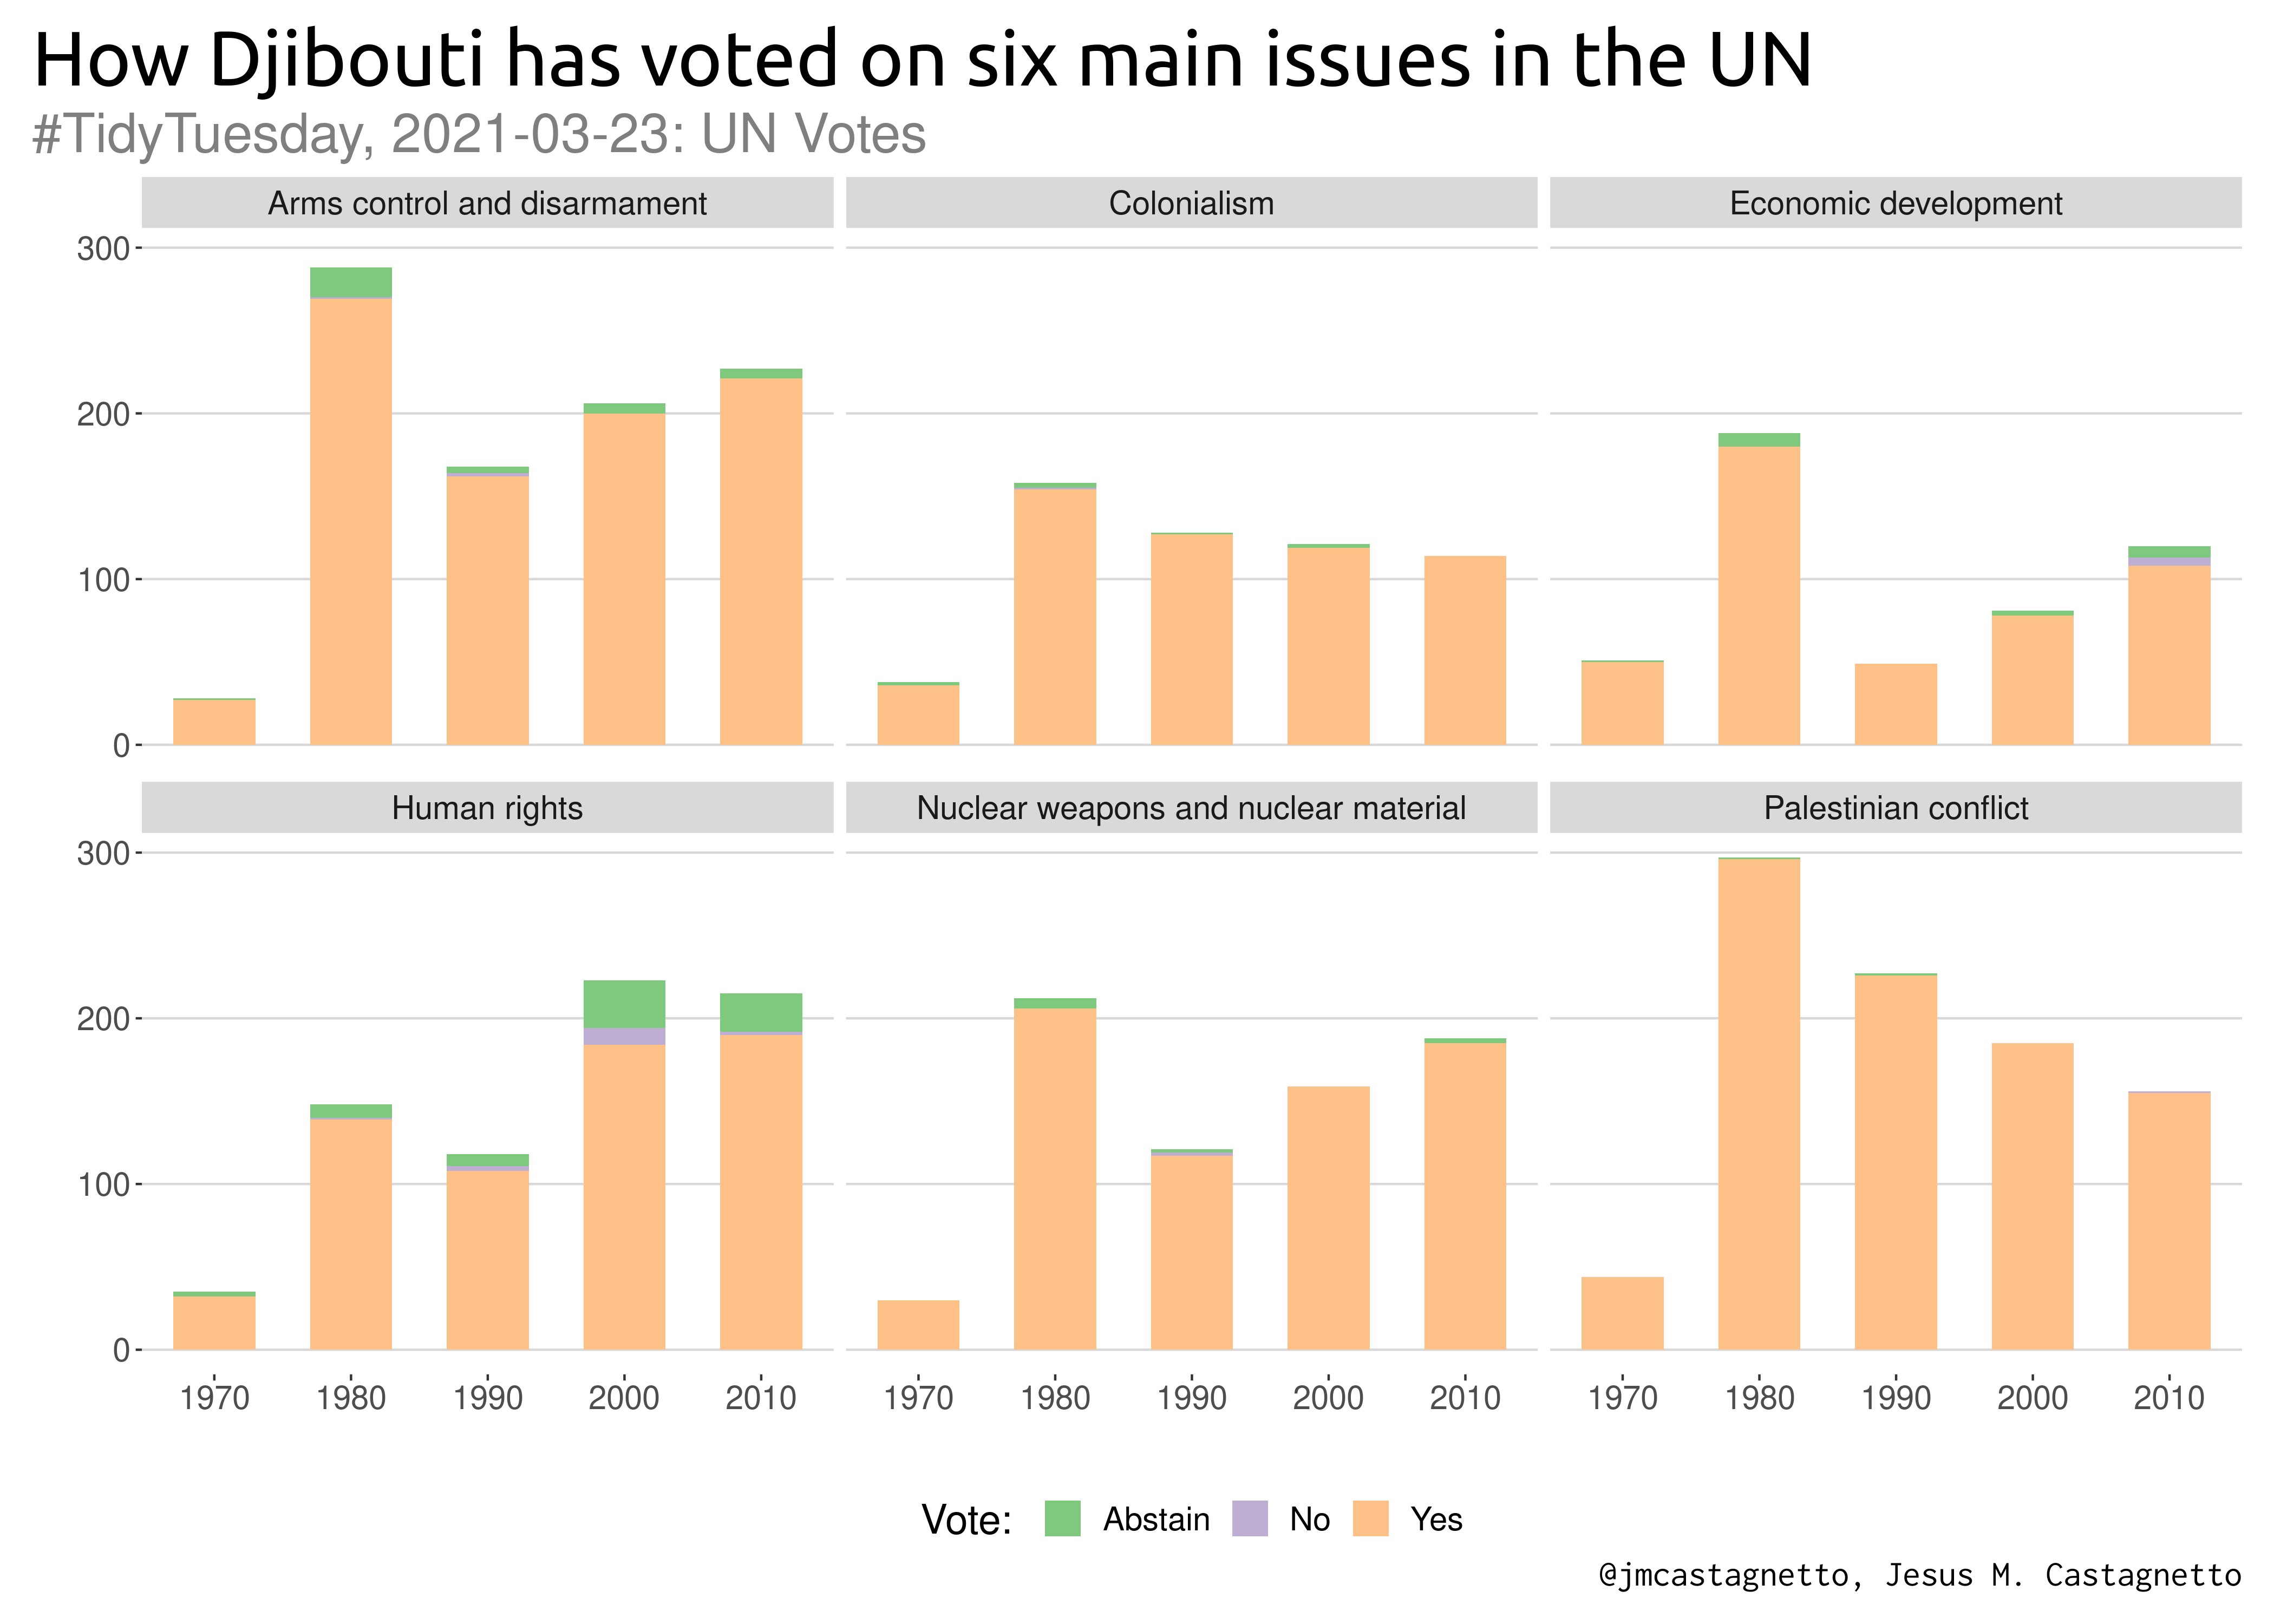 How Djibouti has voted on six main issues in the UN
#TidyTuesday, 2021-03-23: UN Votes
Arms control and disarmament
Colonialism
Economic development
300
200
100
0
Human rights
Nuclear weapons and nuclear material
Palestinian conflict
300
200
100
0
1970 1980 1990 2000 2010
1970 1980 1990 2000 2010
1970 1980 1990 2000 2010
Vote: Abstain No Yes
@jmcastagnetto, Jesus M. Castagnetto